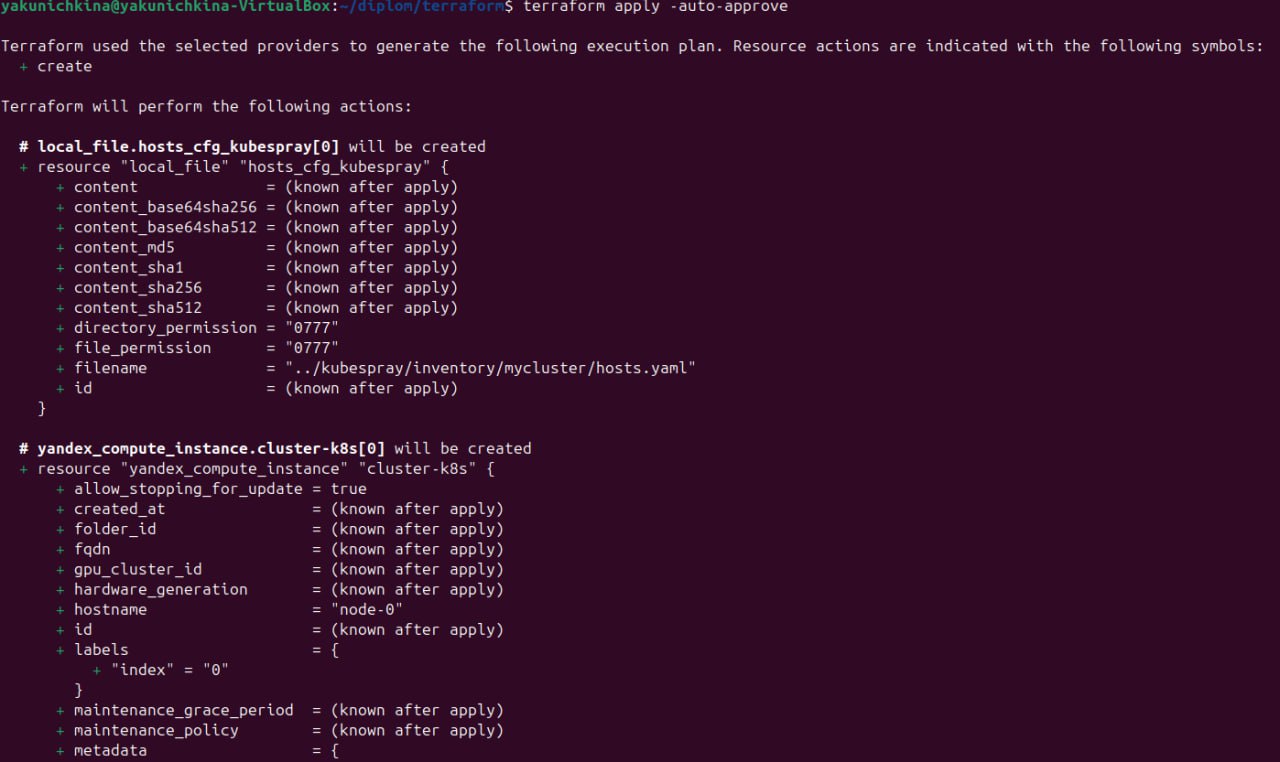 yakunichkina@yakunichkina-VirtualBox:~/diplom/terraform$ terraform apply -auto-approve
Terraform used the selected providers to generate the following execution plan. Resource actions are indicated with the following symbols:
  + create
Terraform will perform the following actions:
  # local_file.hosts_cfg_kubespray[0] will be created
  + resource "local_file" "hosts_cfg_kubespray" {
      + content              = (known after apply)
      + content_base64sha256 = (known after apply)
      + content_base64sha512 = (known after apply)
      + content_md5          = (known after apply)
      + content_sha1         = (known after apply)
      + content_sha256       = (known after apply)
      + content_sha512       = (known after apply)
      + directory_permission = "0777"
      + file_permission      = "0777"
      + filename             = "../kubespray/inventory/mycluster/hosts.yaml"
      + id                   = (known after apply)
    }
  # yandex_compute_instance.cluster-k8s[0] will be created
  + resource "yandex_compute_instance" "cluster-k8s" {
      + allow_stopping_for_update = true
      + created_at                = (known after apply)
      + folder_id                 = (known after apply)
      + fqdn                      = (known after apply)
      + gpu_cluster_id            = (known after apply)
      + hardware_generation       = (known after apply)
      + hostname                  = "node-0"
      + id                        = (known after apply)
      + labels                    = {
          + "index" = "0"
        }
      + maintenance_grace_period  = (known after apply)
      + maintenance_policy        = (known after apply)
      + metadata                  = {